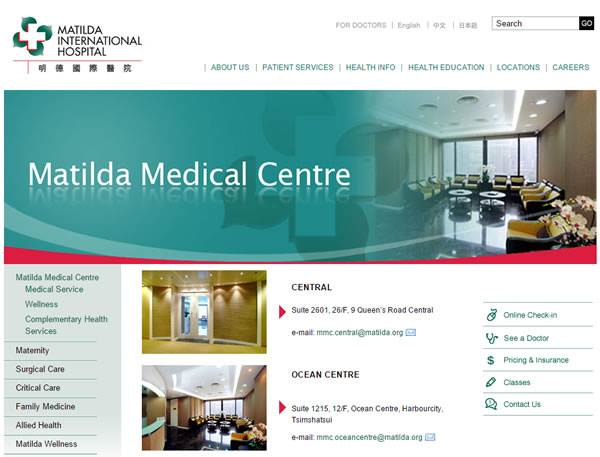 MATILDA
INTERNATIONAL
HOSPITAL
明德國際醫院
FOR DOCTORS | English | 中文 | 日本語
Search GO
| ABOUT US | PATIENT SERVICES | HEALTH INFO | HEALTH EDUCATION | LOCATIONS | CAREERS
Matilda Medical Centre
Matilda Medical Centre
Medical Service
Wellness
Complementary Health
Services
Maternity
Surgical Care
Critical Care
Family Medicine
Allied Health
Matilda Wellness
CENTRAL
Suite 2601, 26/F, 9 Queen's Road Central
e-mail: mmc.central@matilda.org
OCEAN CENTRE
Suite 1215, 12/F, Ocean Centre, Harbourcity,
Tsimshatsui
e-mail: mmc.oceancentre@matilda.org
Online Check-in
See a Doctor
Pricing & Insurance
Classes
Contact Us